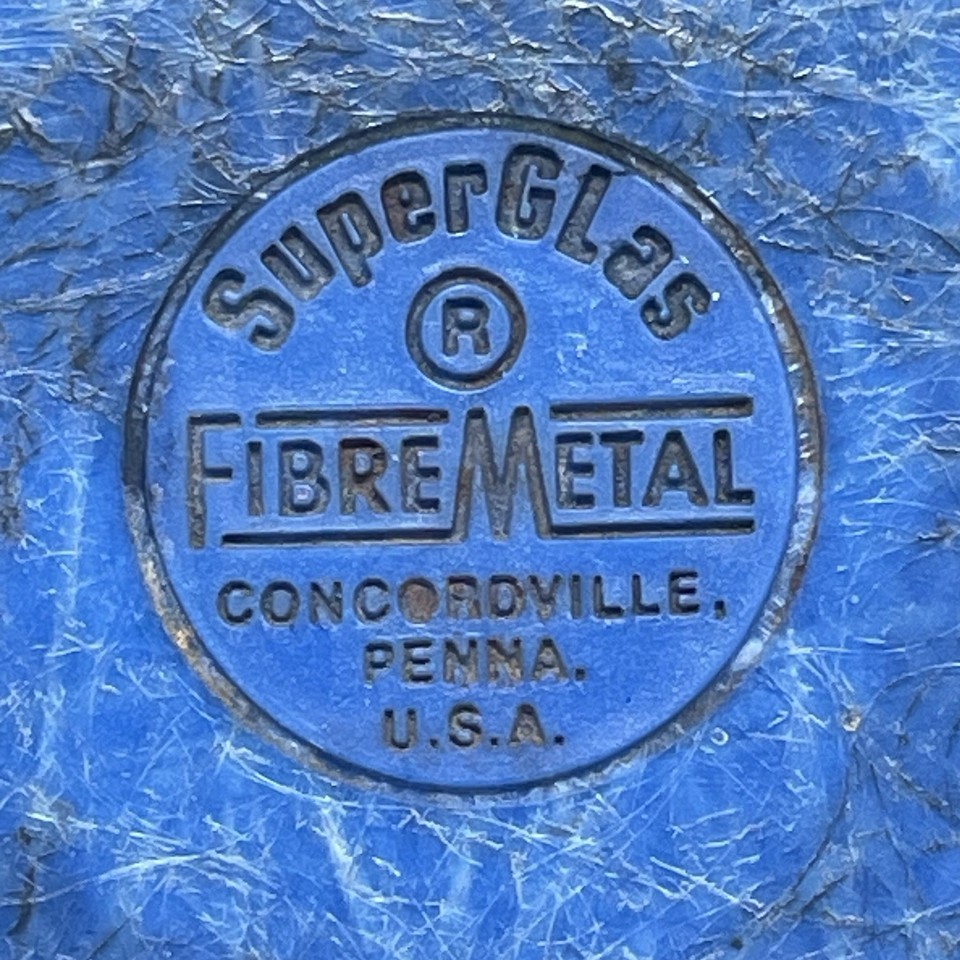 SuperGLas
®
FIBREMETAL
CONCORDVILLE,
PENNA.
U.S.A.